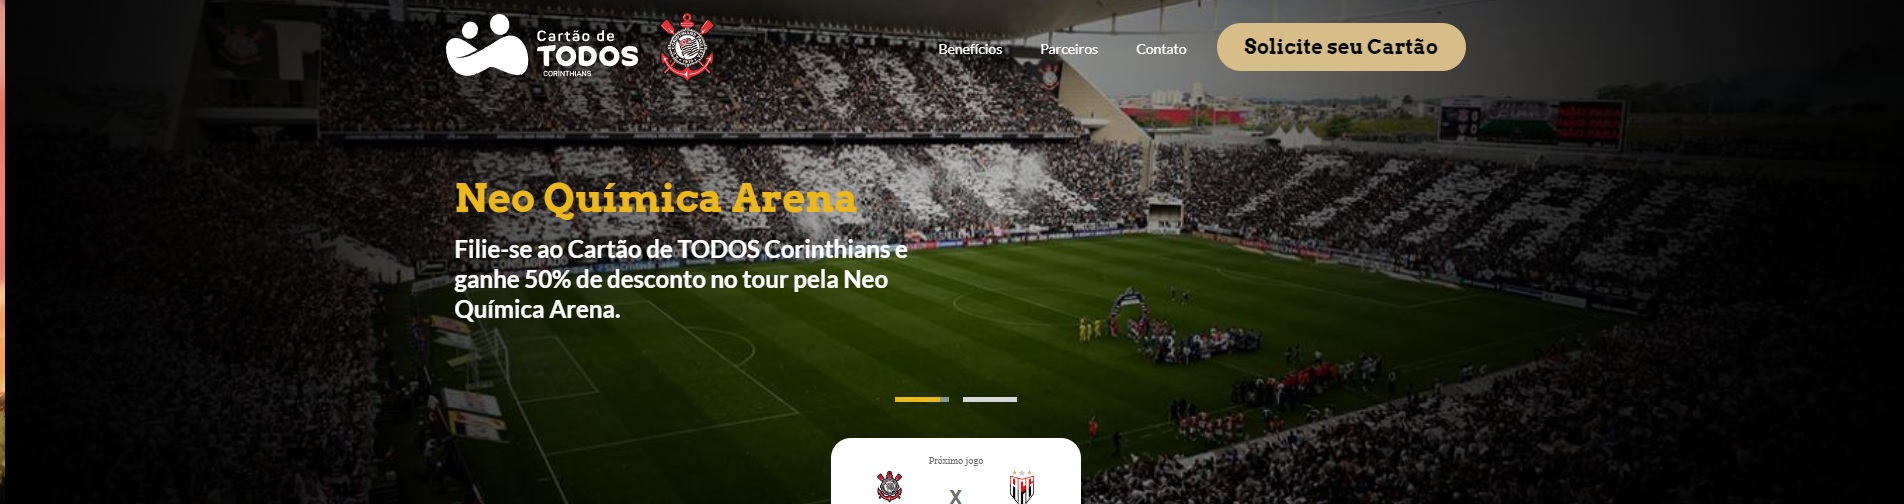 Cartão de
TODOS
CORINTHIANS
Benefícios
Parceiros
Contato
Solicite seu Cartão
Neo Química Arena
Filie-se ao Cartão de TODOS Corinthians e
ganhe 50% de desconto no tour pela Neo
Química Arena.
Próximo jogo
X